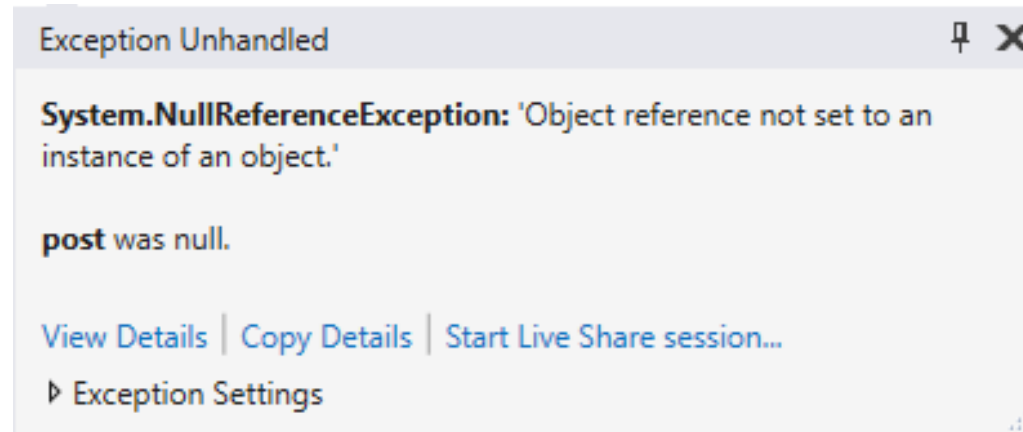 Exception Unhandled
System.NullReferenceException: 'Object reference not set to an
instance of an object.'
post was null.
View Details | Copy Details | Start Live Share session...
Exception Settings